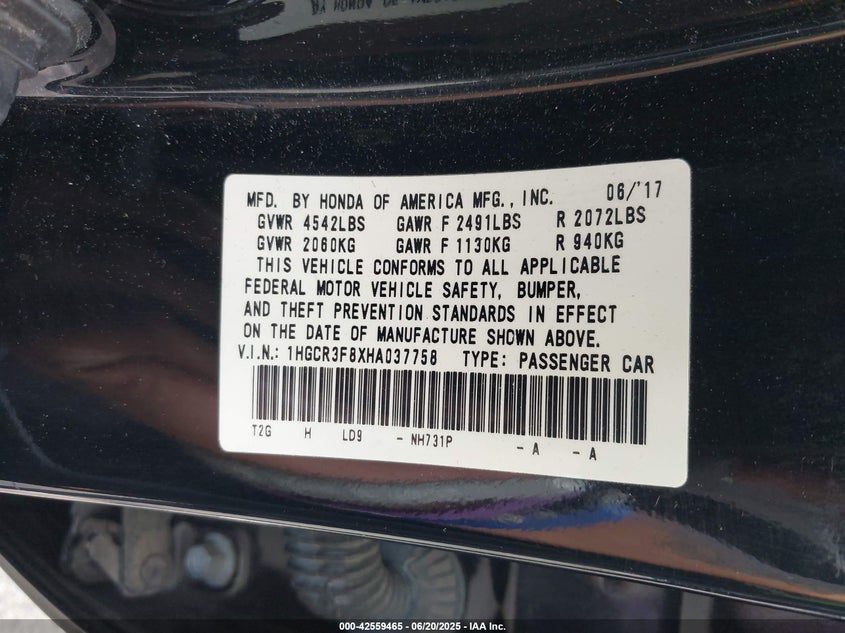 MFD. BY HONDA OF AMERICA MFG., INC. 06/'17
GVWR 4542LBS GAWR F 2491LBS R 2072LBS
GVWR 2060KG GAWR F 1130KG R 940KG
THIS VEHICLE CONFORMS TO ALL APPLICABLE
FEDERAL MOTOR VEHICLE SAFETY, BUMPER,
AND THEFT PREVENTION STANDARDS IN EFFECT
ON THE DATE OF MANUFACTURE SHOWN ABOVE.
V.I.N.: 1HGCR3F8XHA037758 TYPE: PASSENGER CAR
T2G H LD9 - NH731P - A - A
000-42559465 - 06/20/2025 - IAA Inc.